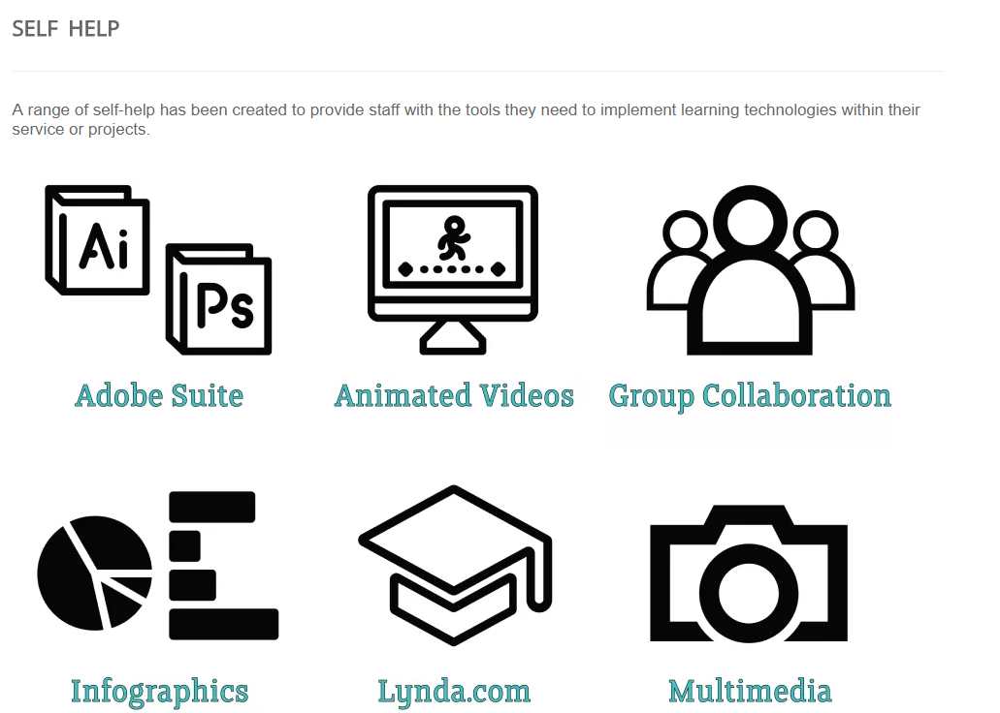 SELF HELP
A range of self-help has been created to provide staff with the tools they need to implement learning technologies within their
service or projects.
Ai
Ps
Adobe Suite
Animated Videos
Group Collaboration
Infographics
Lynda.com
Multimedia